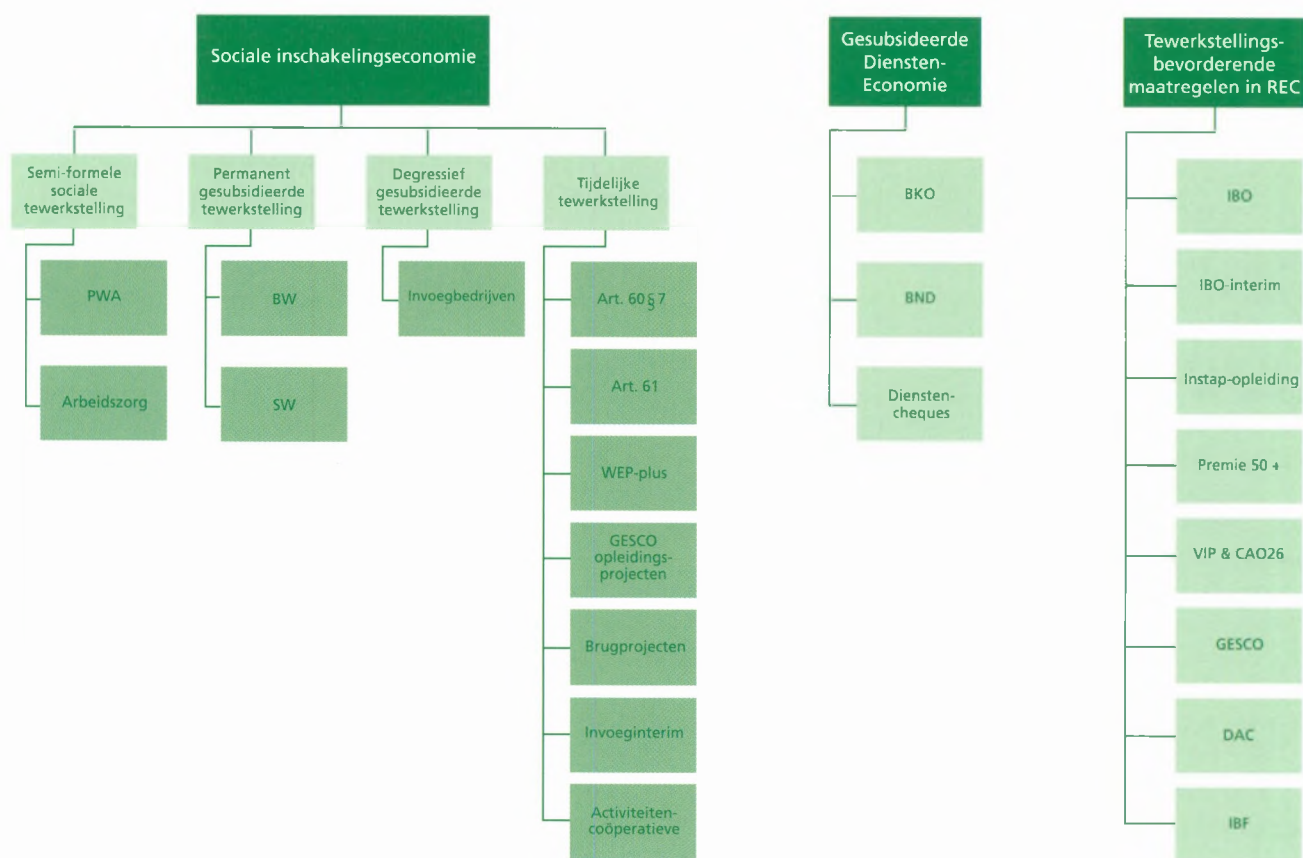 Sociale inschakelingseconomie
Semi-formele
sociale
tewerkstelling
PWA
Arbeidszorg
Permanent
gesubsidieerde
tewerkstelling
BW
SW
Degressief
gesubsidieerde
tewerkstelling
Invoegbedrijven
Tijdelijke
tewerkstelling
Art. 60§7
Art. 61
WEP-plus
GESCO
opleidings-
projecten
Brugprojecten
Invoeginterim
Activiteiten-
coöperatieve
Gesubsideerde
Diensten-
Economie
BKO
BND
Diensten-
cheques
Tewerkstellings-
bevorderende
maatregelen in REC
IBO
IBO-interim
Instap-opleiding
Premie 50 +
VIP & CAO26
GESCO
DAC
IBF